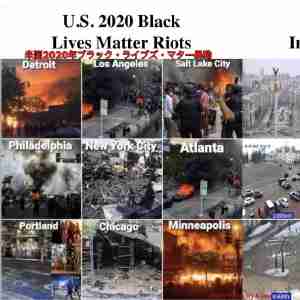 U.S. 2020 Black
Lives Matter Riots
米国2020年ブラック・ライブズ・マター暴動
In
Detroit
Los Angeles
Salt Lake City
Philadelphia
New York City
Atlanta
Portland
Chicago
Minneapolis